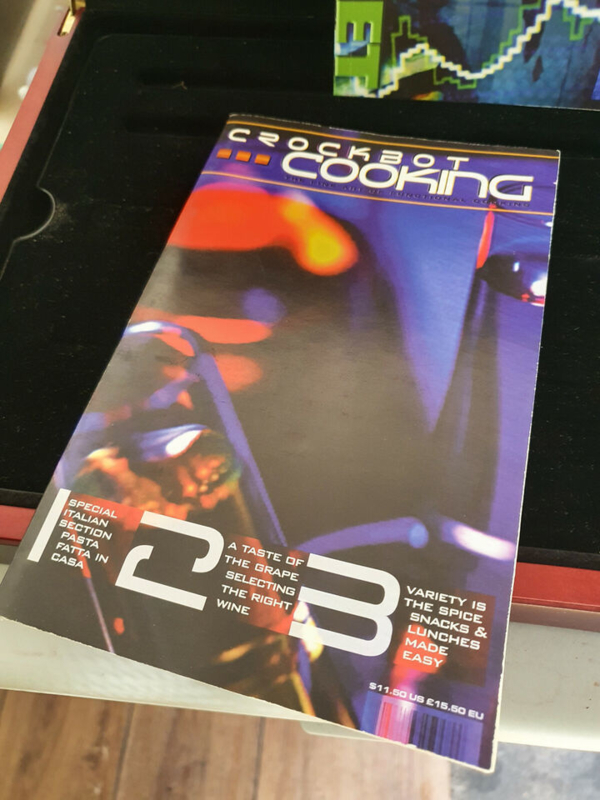 CROCKBOT
COOKING
1
SPECIAL
ITALIAN
SECTION
PASTA
FATTA IN
CASA
2
A TASTE OF
THE GRAPE
SELECTING
THE RIGHT
WINE
3
VARIETY IS
THE SPICE
SNACKS &
LUNCHES
MADE
EASY
$11.50 US £15.50 EU